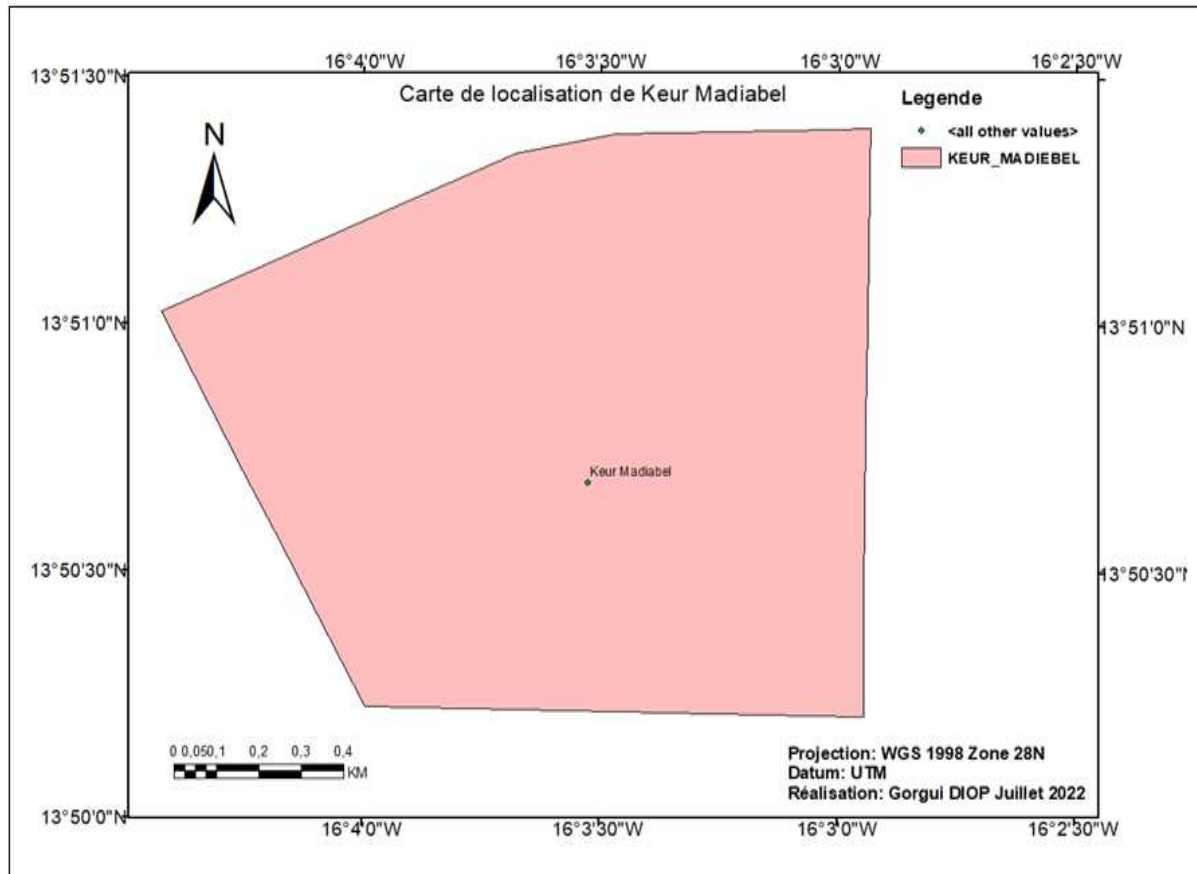 16°4'0"W 16°3'30"W 16°3'0"W 16°2'30"W
13°51'30"N
Carte de localisation de Keur Madiabel
Legende
<all other values>
KEUR_MADIEBEL
N
13°51'0"N 13°51'0"N
Keur Madiabel
13°50'30"N 13°50'30"N
0 0,050,1 0,2 0,3 0,4
KM
Projection: WGS 1998 Zone 28N
Datum: UTM
Réalisation: Gorgui DIOP Juillet 2022
13°50'0"N
16°4'0"W 16°3'30"W 16°3'0"W 16°2'30"W